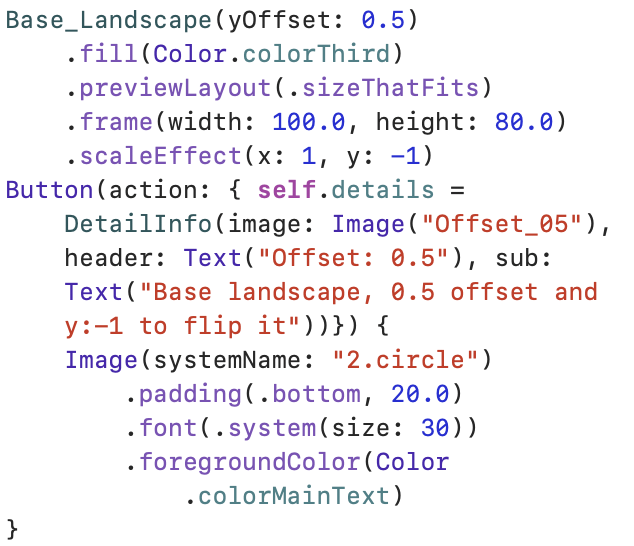 Base_Landscape(yOffset: 0.5)
.fill(Color.colorThird)
.previewLayout(.sizeThatFits)
.frame(width: 100.0, height: 80.0)
.scaleEffect(x: 1, y: -1)
Button(action: { self.details =
DetailInfo(image: Image("Offset_05"),
header: Text("Offset: 0.5"), sub:
Text("Base landscape, 0.5 offset and
y:-1 to flip it"))}) {
Image(systemName: "2.circle")
.padding(.bottom, 20.0)
.font(.system(size: 30))
.foregroundColor(Color
.colorMainText)
}